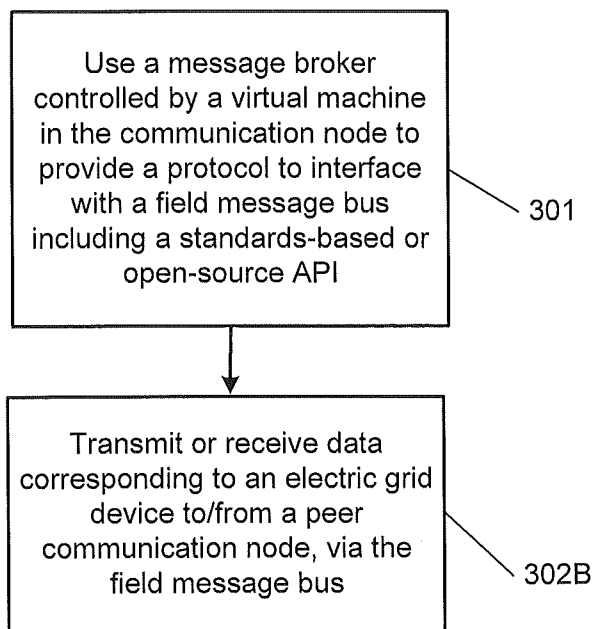 Use a message broker
controlled by a virtual machine
in the communication node to
provide a protocol to interface
with a field message bus
including a standards-based or
open-source API
301
Transmit or receive data
corresponding to an electric grid
device to/from a peer
communication node, via the
field message bus
302B